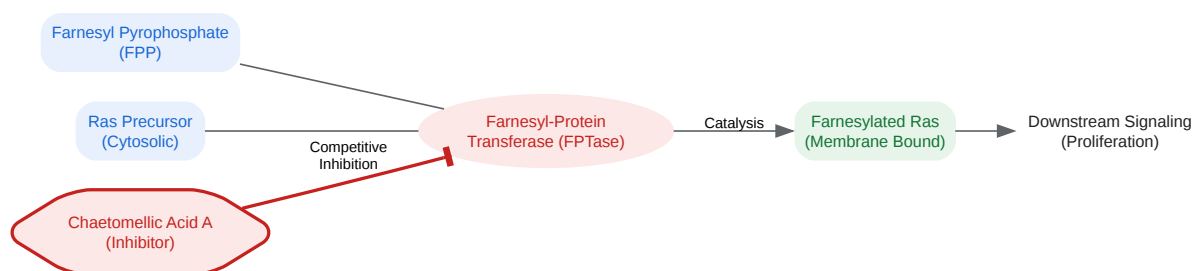 Farnesyl Pyrophosphate
(FPP)
Ras Precursor
(Cytosolic)
Competitive
Inhibition
Chaetomellic Acid A
(Inhibitor)
Farnesyl-Protein
Transferase (FPTase)
Catalysis
Farnesylated Ras
(Membrane Bound)
Downstream Signaling
(Proliferation)